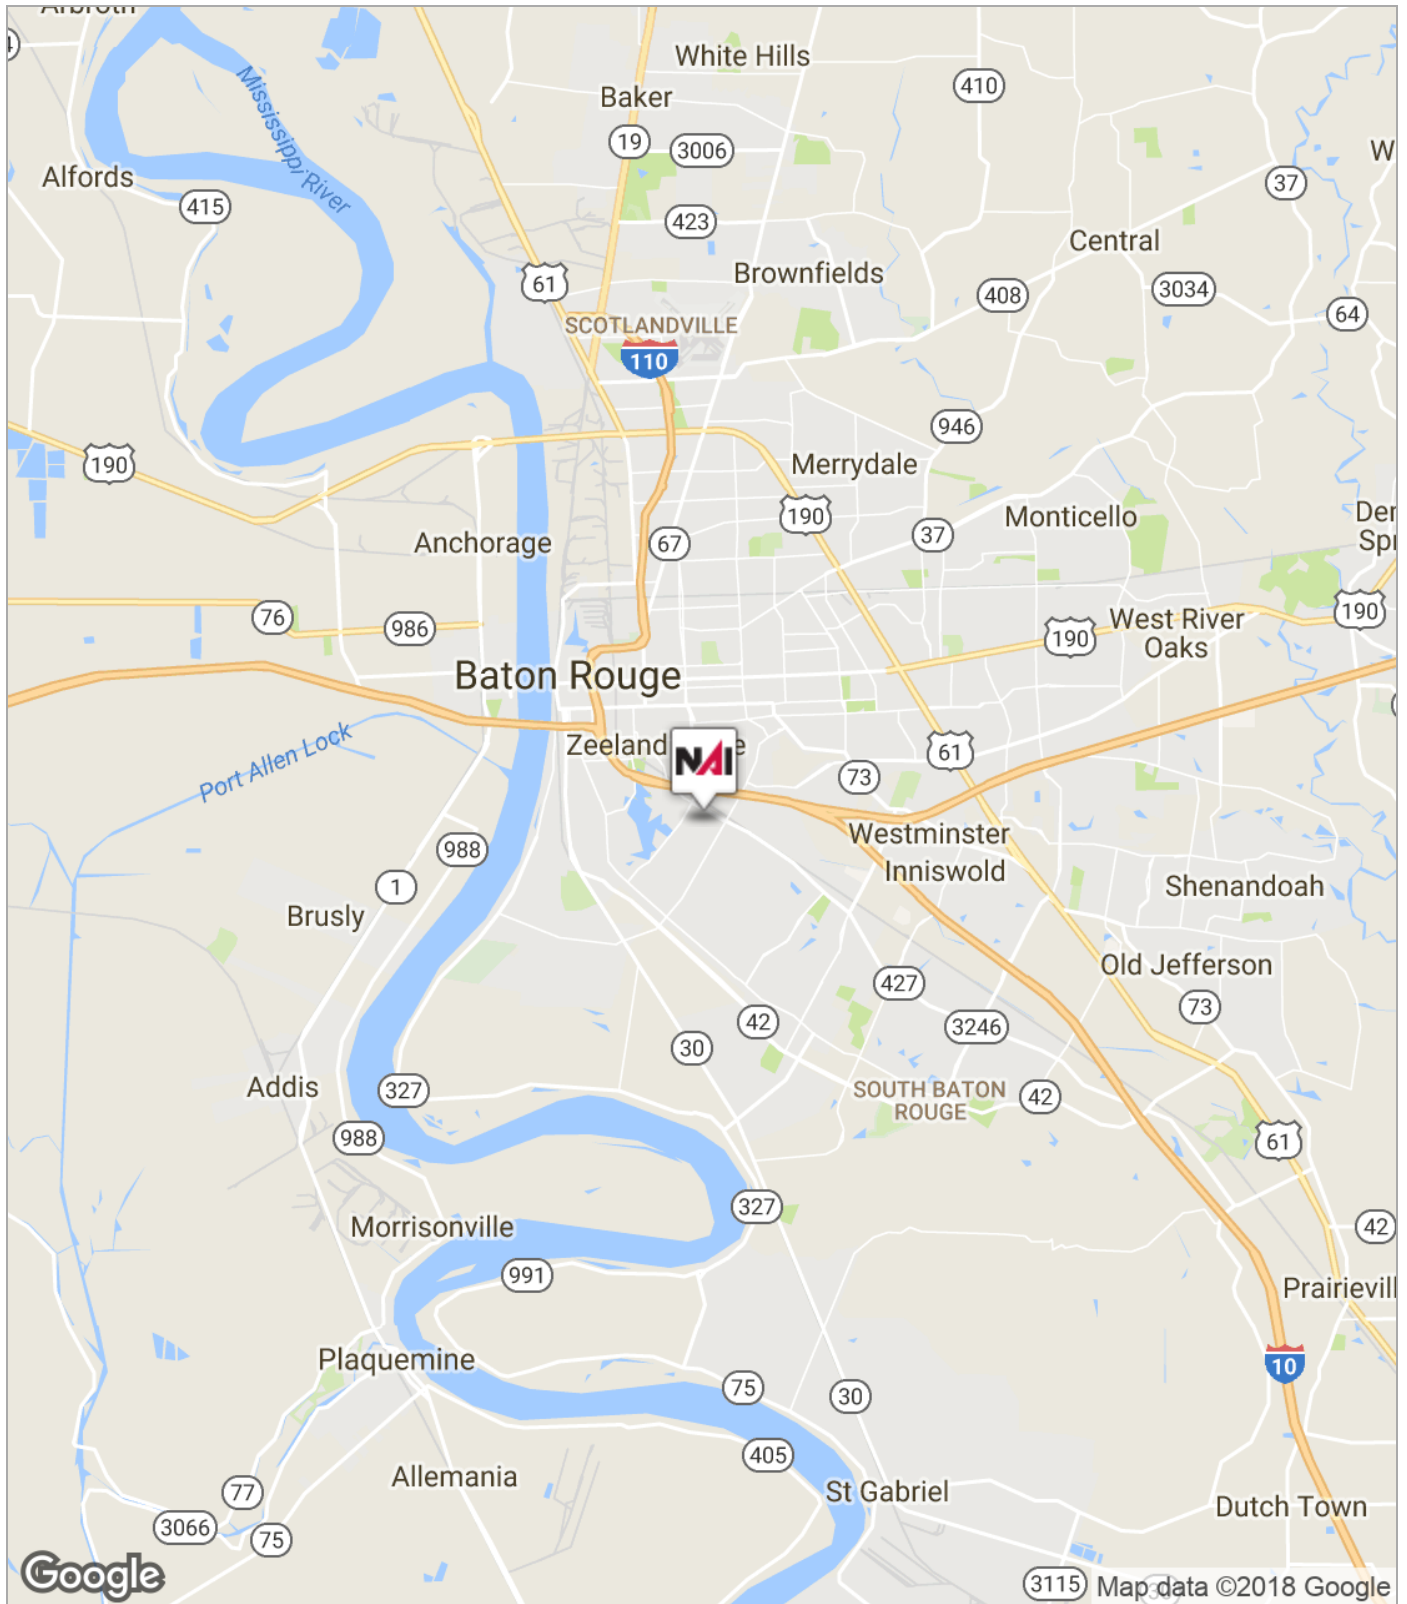 White Hills
Baker
410
19
3006
Mississippi River
Alfords
415
37
423
Central
Brownfields
61
408
3034
64
SCOTLANDVILLE
110
946
190
Merrydale
190
Monticello
37
Anchorage
67
76
986
190
West River
Oaks
190
Baton Rouge
Port Allen Lock
NAI
61
73
Westminster
Inniswold
988
1
Shenandoah
Brusly
Old Jefferson
427
73
42
3246
30
Addis
327
SOUTH BATON
ROUGE
42
988
61
327
Morrisonville
42
991
Plaquemine
10
75
30
405
Allemania
St Gabriel
77
Dutch Town
3066
75
Google
3115
Map data ©2018 Google